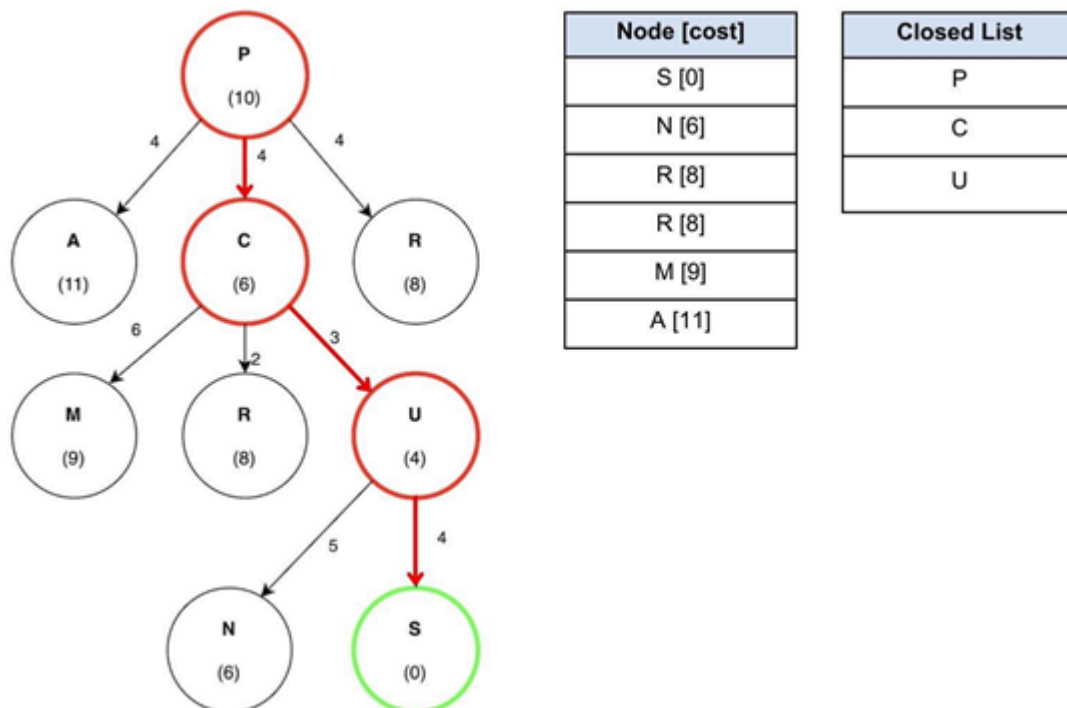 P
(10)
4
4
4
A
(11)
C
(6)
R
(8)
6
2
3
M
(9)
R
(8)
U
(4)
5
4
N
(6)
S
(0)
Node [cost]
S [0]
N [6]
R [8]
R [8]
M [9]
A [11]
Closed List
P
C
U